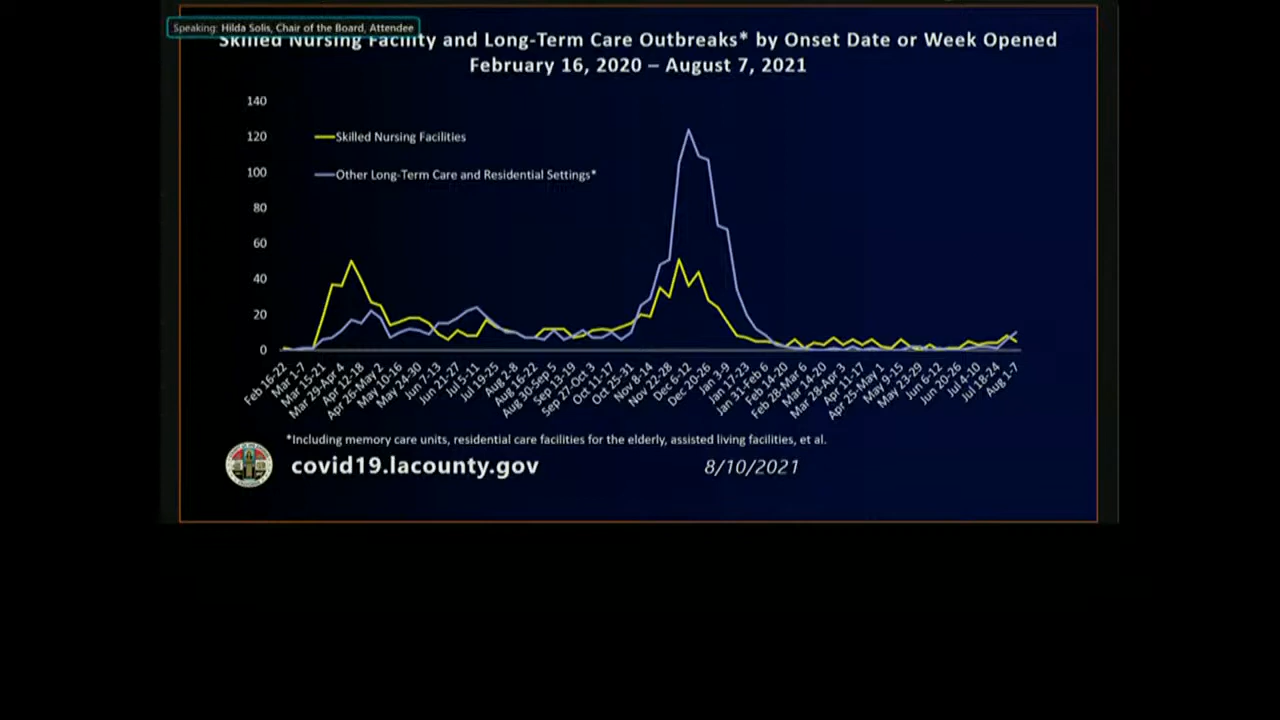 Speaking: Hilda Solis, Chair of the Board, Attendee
Skilled Nursing Facility and Long-Term Care Outbreaks* by Onset Date or Week Opened
February 16, 2020 – August 7, 2021
140
120
100
80
60
40
20
0
Skilled Nursing Facilities
Other Long-Term Care and Residential Settings*
Feb 16-22
Mar 1-7
Mar 15-21
Mar 29-Apr 4
Apr 12-18
Apr 26-May 2
May 10-16
May 24-30
Jun 7-13
Jun 21-27
Jul 5-11
Jul 19-25
Aug 2-8
Aug 16-22
Aug 30-Sep 5
Sep 13-19
Sep 27-Oct 3
Oct 11-17
Oct 25-31
Nov 8-14
Nov 22-28
Dec 6-12
Dec 20-26
Jan 3-9
Jan 17-23
Jan 31-Feb 6
Feb 14-20
Feb 28-Mar 6
Mar 14-20
Mar 28-Apr 3
Apr 11-17
Apr 25-May 1
May 9-15
May 23-29
Jun 6-12
Jun 20-26
Jul 4-10
Jul 18-24
Aug 1-7
*Including memory care units, residential care facilities for the elderly, assisted living facilities, et al.
covid19.lacounty.gov
8/10/2021